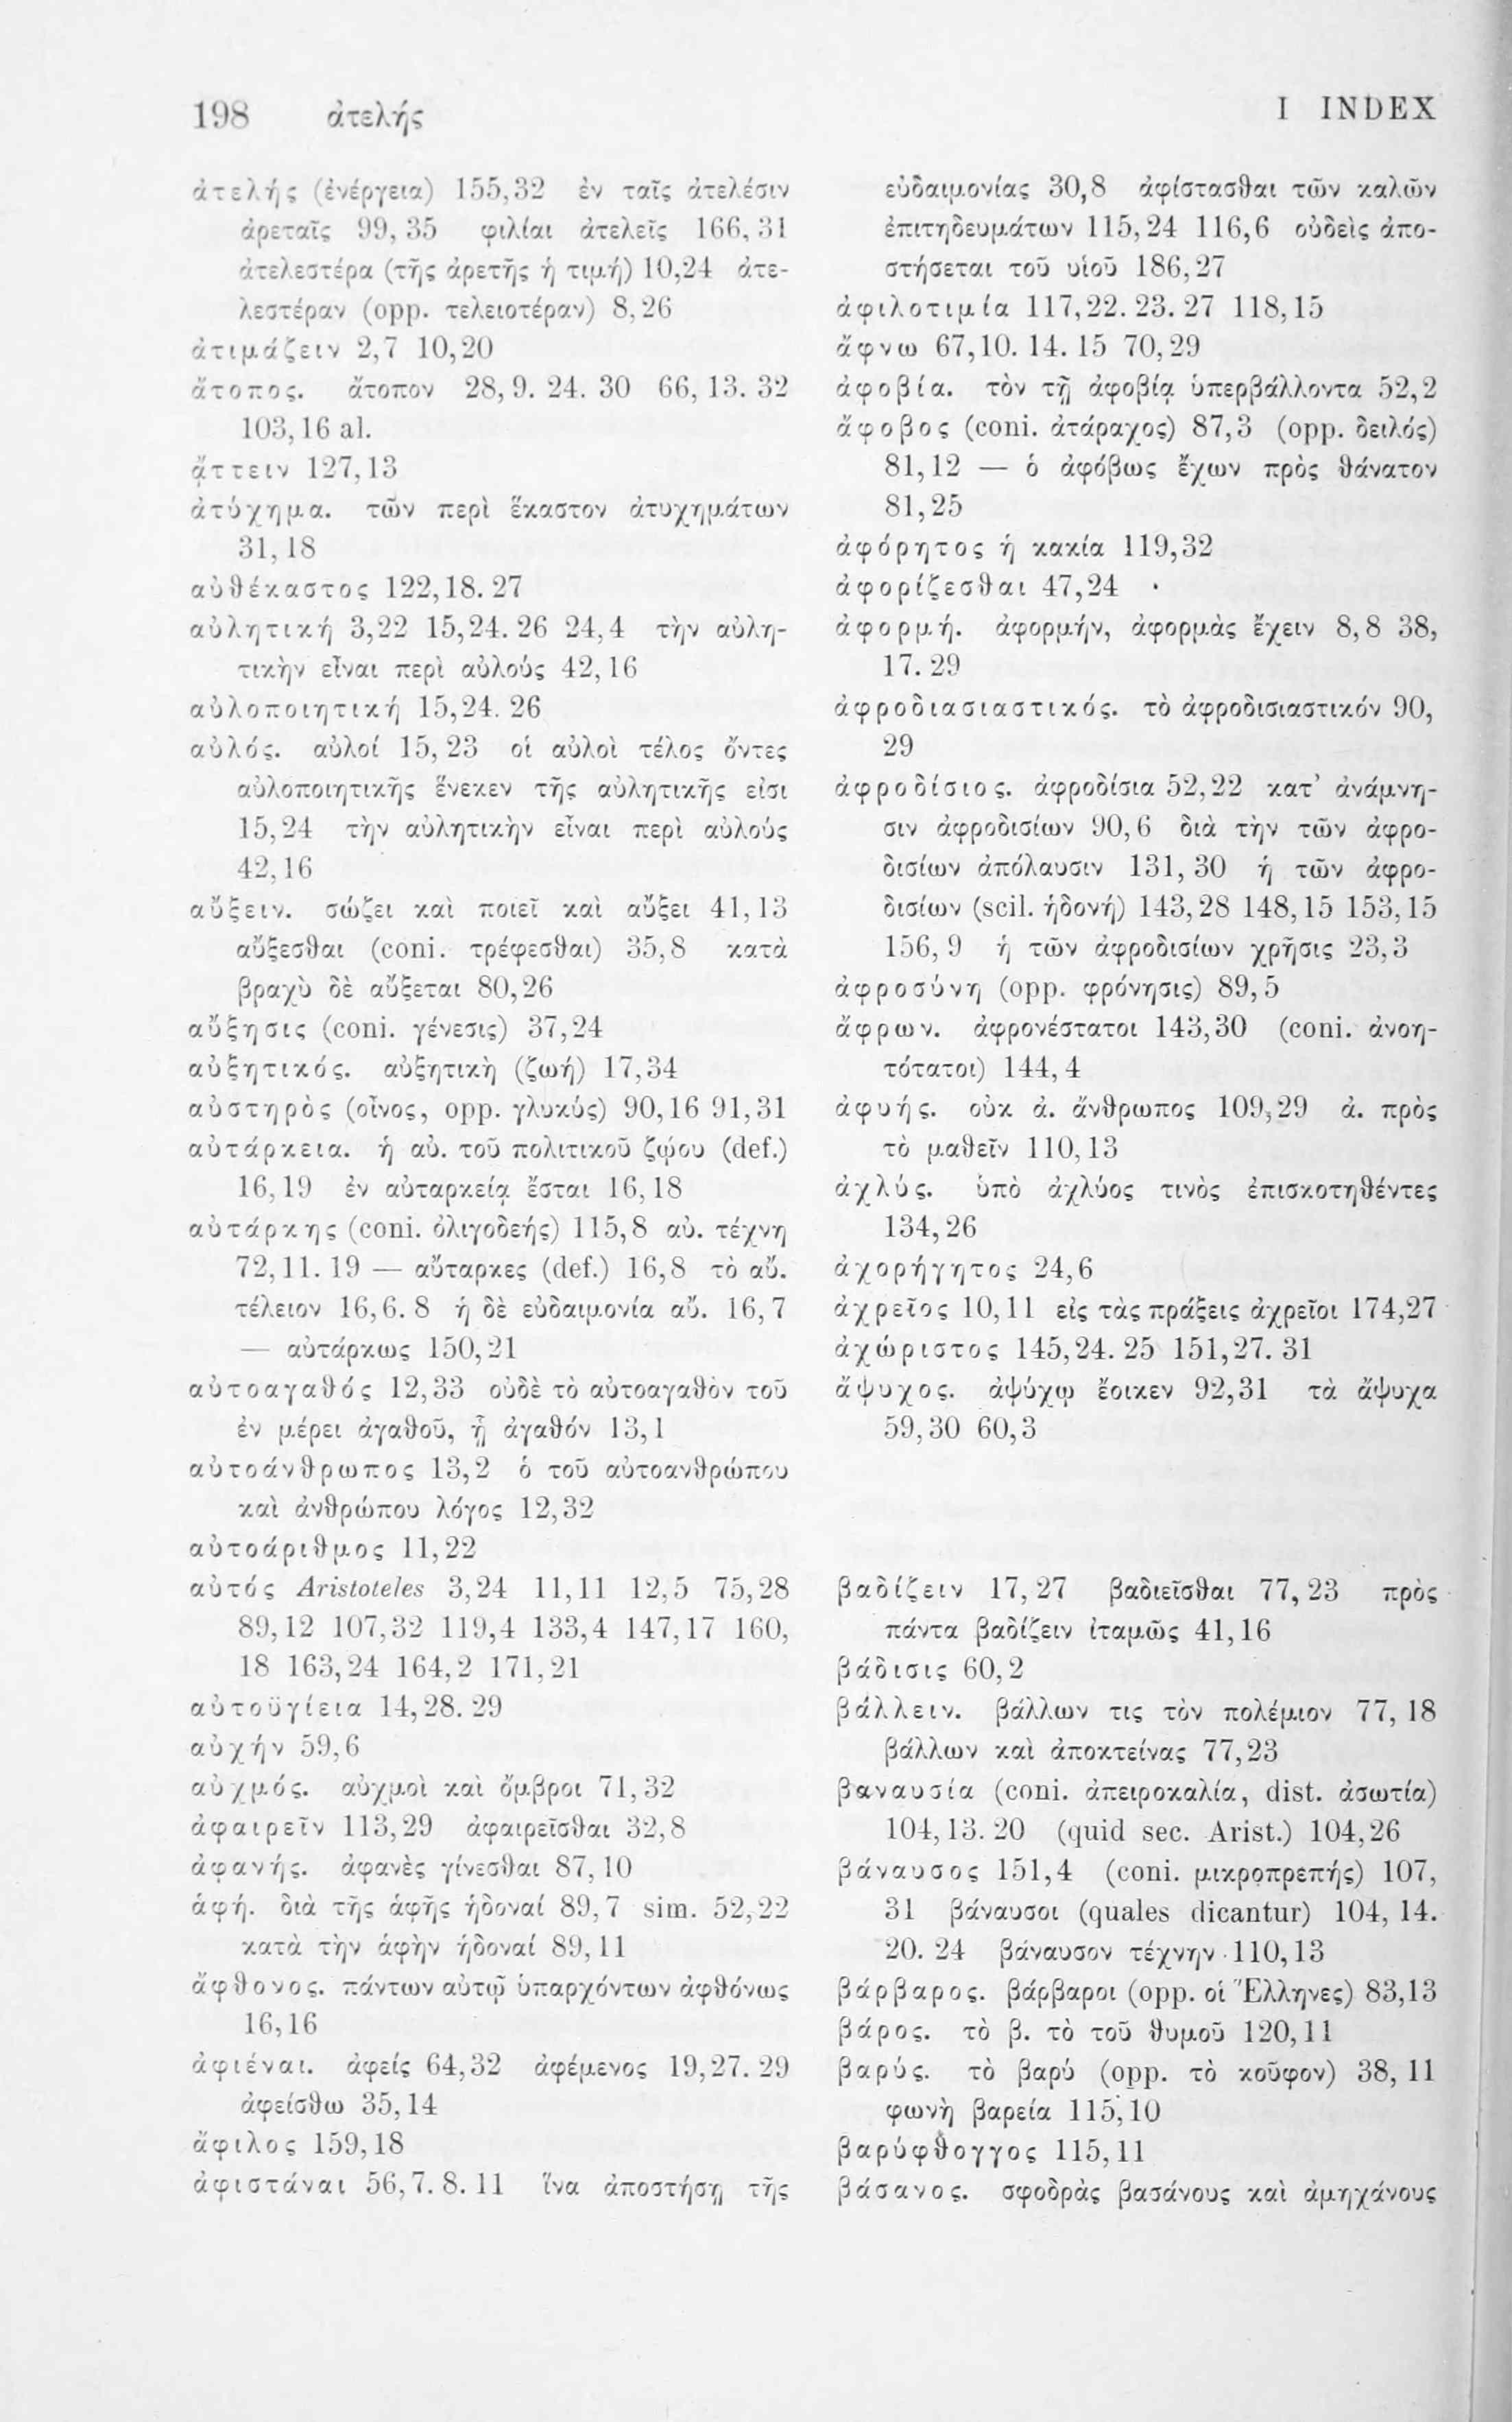 198 ἀτελής
I INDEX
ἀτελής (ἐνέργεια) 155,32 ἐν ταῖς ἀτελέσιν
ἀρεταῖς 99, 35 φιλίαι ἀτελεῖς 166, 31
ἀτελεστέρα (τῆς ἀρετῆς ἡ τιμή) 10,24 ἀτε-
λεστέραν (opp. τελειοτέραν) 8, 26
ἀτιμάζειν 2,7 10,20
ἄτοπος. ἄτοπον 28, 9. 24. 30 66, 13. 32
103, 16 al.
ᾄττειν 127, 13
ἀτύχημα. τῶν περὶ ἕκαστον ἀτυχημάτων
31, 18
αὐθέκαστος 122,18. 27
αὐλητική 3,22 15,24. 26 24, 4 τὴν αὐλη-
τικὴν εἶναι περὶ αὐλούς 42, 16
αὐλοποιητική 15,24. 26
αὐλός. αὐλοί 15, 23 οἱ αὐλοὶ τέλος ὄντες
αὐλοποιητικῆς ἕνεκεν τῆς αὐλητικῆς εἰσι
15, 24 τὴν αὐλητικὴν εἶναι περὶ αὐλούς
42, 16
αὔξειν. σώζει καὶ ποιεῖ καὶ αὔξει 41, 13
αὔξεσθαι (coni. τρέφεσθαι) 35, 8 κατὰ
βραχὺ δὲ αὔξεται 80, 26
αὔξησις (coni. γένεσις) 37, 24
αὐξητικός. αὐξητικὴ (ζωή) 17, 34
αὐστηρὸς (οἶνος, opp. γλυκύς) 90, 16 91, 31
αὐτάρκεια. ἡ αὐ. τοῦ πολιτικοῦ ζῴου (def.)
16, 19 ἐν αὐταρκείᾳ ἔσται 16, 18
αὐτάρκης (coni. ὀλιγοδεής) 115, 8 αὐ. τέχνη
72, 11. 19 — αὔταρκες (def.) 16, 8 τὸ αὔ.
τέλειον 16, 6. 8 ἡ δὲ εὐδαιμονία αὔ. 16, 7
— αὐτάρκως 150, 21
αὐτοαγαθός 12, 33 οὐδὲ τὸ αὐτοαγαθὸν τοῦ
ἐν μέρει ἀγαθοῦ, ᾗ ἀγαθόν 13, 1
αὐτοάνθρωπος 13, 2 ὁ τοῦ αὐτοανθρώπου
καὶ ἀνθρώπου λόγος 12, 32
αὐτοάριθμος 11, 22
αὐτός Aristoteles 3, 24 11, 11 12, 5 75, 28
89, 12 107, 32 119, 4 133, 4 147, 17 160,
18 163, 24 164, 2 171, 21
αὐτοϋγίεια 14, 28. 29
αὐχήν 59, 6
αὐχμός. αὐχμοὶ καὶ ὄμβροι 71, 32
ἀφαιρεῖν 113, 29 ἀφαιρεῖσθαι 32, 8
ἀφανής. ἀφανὲς γίνεσθαι 87, 10
ἁφή. διὰ τῆς ἁφῆς ἡδοναί 89, 7 sim. 52, 22
κατὰ τὴν ἁφὴν ἡδοναί 89, 11
ἄφθονος. πάντων αὐτῷ ὑπαρχόντων ἀφθόνως
16, 16
ἀφιέναι. ἀφείς 64, 32 ἀφέμενος 19, 27. 29
ἀφείσθω 35, 14
ἄφιλος 159, 18
ἀφιστάναι 56, 7. 8. 11 ἵνα ἀποστήσῃ τῆς
εὐδαιμονίας 30, 8 ἀφίστασθαι τῶν καλῶν
ἐπιτηδευμάτων 115, 24 116, 6 οὐδεὶς ἀπο-
στήσεται τοῦ υἱοῦ 186, 27
ἀφιλοτιμία 117, 22. 23. 27 118, 15
ἄφνω 67, 10. 14. 15 70, 29
ἀφοβία. τὸν τῇ ἀφοβίᾳ ὑπερβάλλοντα 52, 2
ἄφοβος (coni. ἀτάραχος) 87, 3 (opp. δειλός)
81, 12 — ὁ ἀφόβως ἔχων πρὸς θάνατον
81, 25
ἀφόρητος ἡ κακία 119, 32
ἀφορίζεσθαι 47, 24
ἀφορμή. ἀφορμήν, ἀφορμὰς ἔχειν 8, 8 38,
17. 29
ἀφροδιασιαστικός. τὸ ἀφροδισιαστικόν 90,
29
ἀφροδίσιος. ἀφροδίσια 52, 22 κατ’ ἀνάμνη-
σιν ἀφροδισίων 90, 6 διὰ τὴν τῶν ἀφρο-
δισίων ἀπόλαυσιν 131, 30 ἡ τῶν ἀφρο-
δισίων (scil. ἡδονή) 143, 28 148, 15 153, 15
156, 9 ἡ τῶν ἀφροδισίων χρῆσις 23, 3
ἀφροσύνη (opp. φρόνησις) 89, 5
ἄφρων. ἀφρονέστατοι 143, 30 (coni. ἀνοη-
τότατοι) 144, 4
ἀφυής. οὐκ ἀ. ἄνθρωπος 109, 29 ἀ. πρὸς
τὸ μαθεῖν 110, 13
ἀχλύς. ὑπὸ ἀχλύος τινὸς ἐπισκοτηθέντες
134, 26
ἀχορήγητος 24, 6
ἀχρεῖος 10, 11 εἰς τὰς πράξεις ἀχρεῖοι 174, 27
ἀχώριστος 145, 24. 25 151, 27. 31
ἄψυχος. ἀψύχῳ ἔοικεν 92, 31 τὰ ἄψυχα
59, 30 60, 3
βαδίζειν 17, 27 βαδιεῖσθαι 77, 23 πρὸς
πάντα βαδίζειν ἰταμῶς 41, 16
βάδισις 60, 2
βάλλειν. βάλλων τις τὸν πολέμιον 77, 18
βάλλων καὶ ἀποκτείνας 77, 23
βαναυσία (coni. ἀπειροκαλία, dist. ἀσωτία)
104, 13. 20 (quid sec. Arist.) 104, 26
βάναυσος 151, 4 (coni. μικροπρεπής) 107,
31 βάναυσοι (quales dicantur) 104, 14.
20. 24 βάναυσον τέχνην 110, 13
βάρβαρος. βάρβαροι (opp. οἱ Ἕλληνες) 83, 13
βάρος. τὸ β. τὸ τοῦ θυμοῦ 120, 11
βαρύς. τὸ βαρύ (opp. τὸ κοῦφον) 38, 11
φωνὴ βαρεία 115, 10
βαρύφθογγος 115, 11
βάσανος. σφοδρὰς βασάνους καὶ ἀμηχάνους